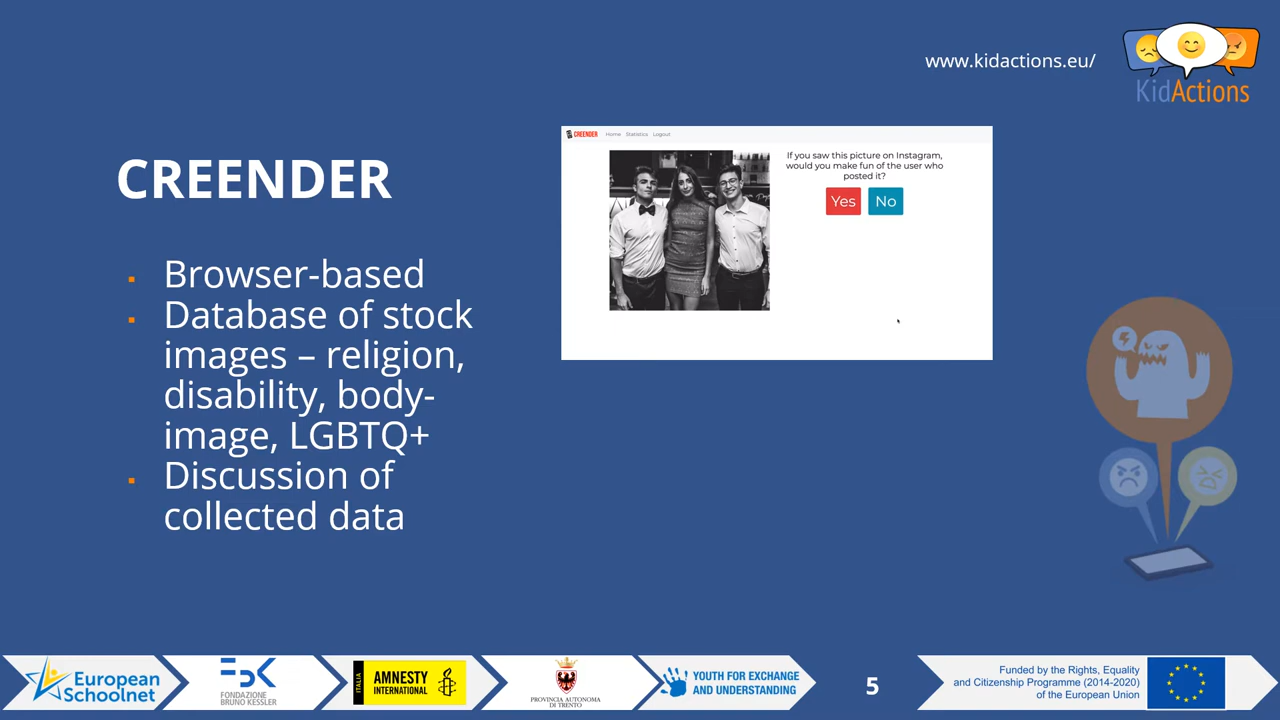 www.kidactions.eu/
KidActions
CREENDER
Browser-based
Database of stock
images – religion,
disability, body-
image, LGBTQ+
Discussion of
collected data
CREENDER Home Statistics Logout
If you saw this picture on Instagram,
would you make fun of the user who
posted it?
Yes No
European
Schoolnet
FBK
FONDAZIONE
BRUNO KESSLER
ITALIA
AMNESTY
INTERNATIONAL
PROVINCIA AUTONOMA
DI TRENTO
YOUTH FOR EXCHANGE
AND UNDERSTANDING
5
Funded by the Rights, Equality
and Citizenship Programme (2014-2020)
of the European Union